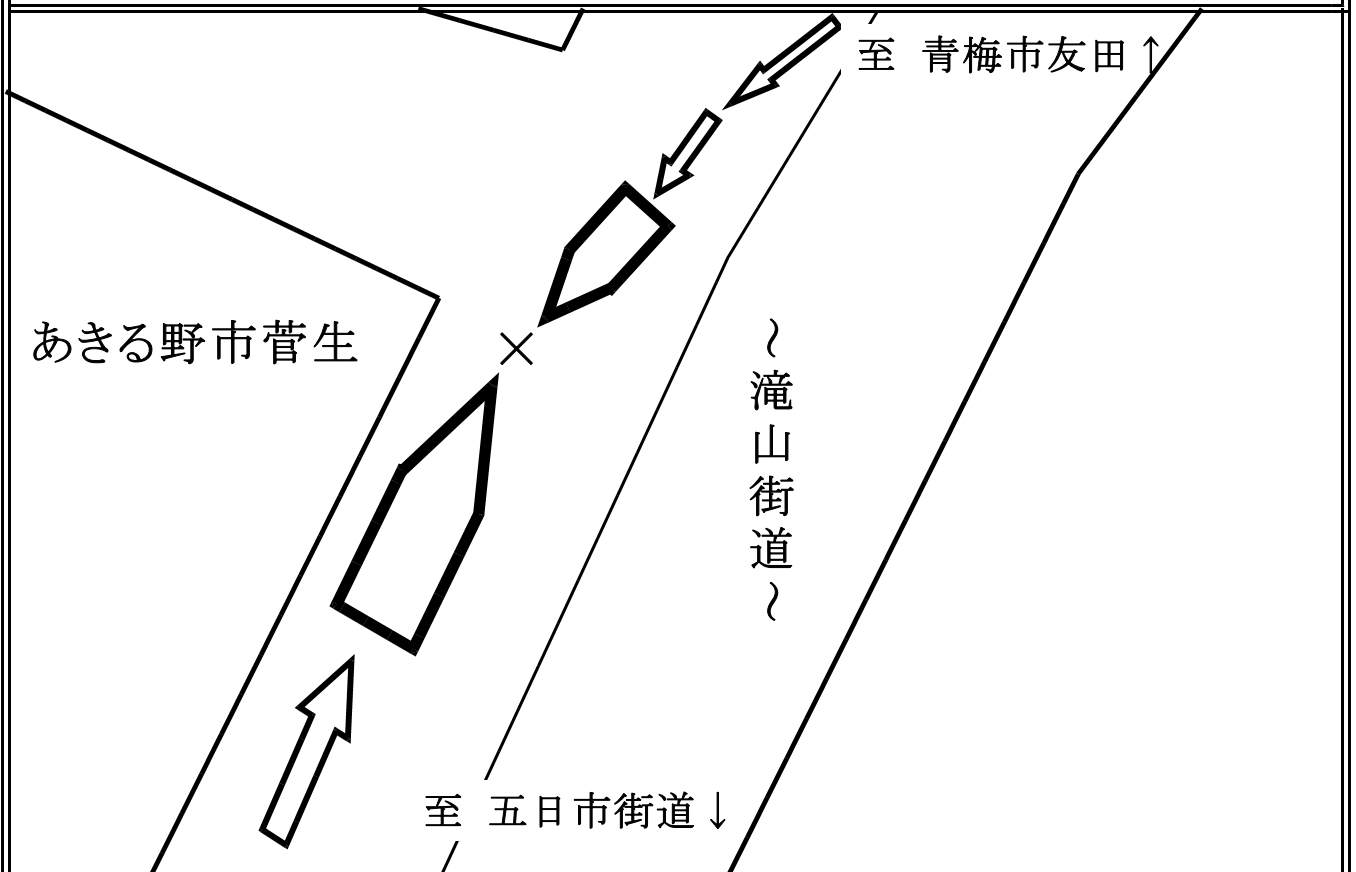 至 青梅市友田↑
あきる野市菅生
～滝山街道～
至 五日市街道↓